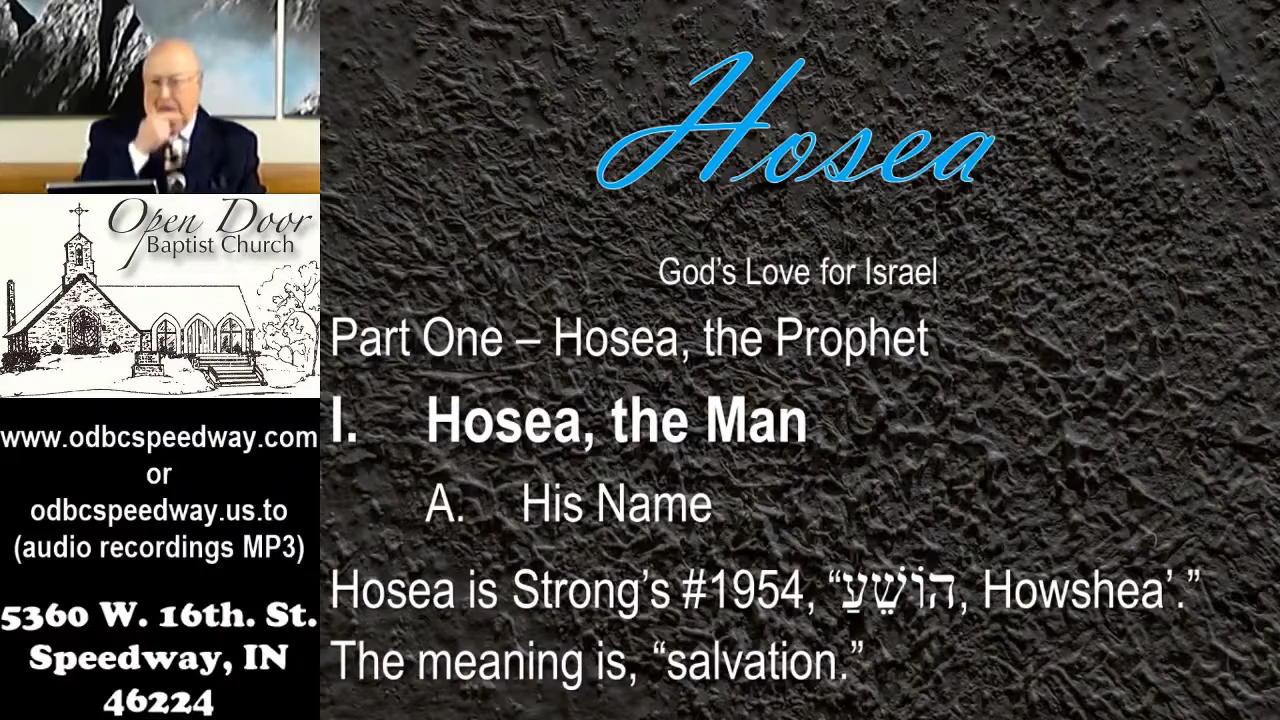 Open Door
Baptist Church
www.odbcspeedway.com
or
odbcspeedway.us.to
(audio recordings MP3)
5360 W. 16th. St.
Speedway, IN
46224
Hosea
God’s Love for Israel
Part One – Hosea, the Prophet
I. Hosea, the Man
A. His Name
Hosea is Strong’s #1954, “הוֹשֵׁעַ, Howshea’.”
The meaning is, “salvation.”